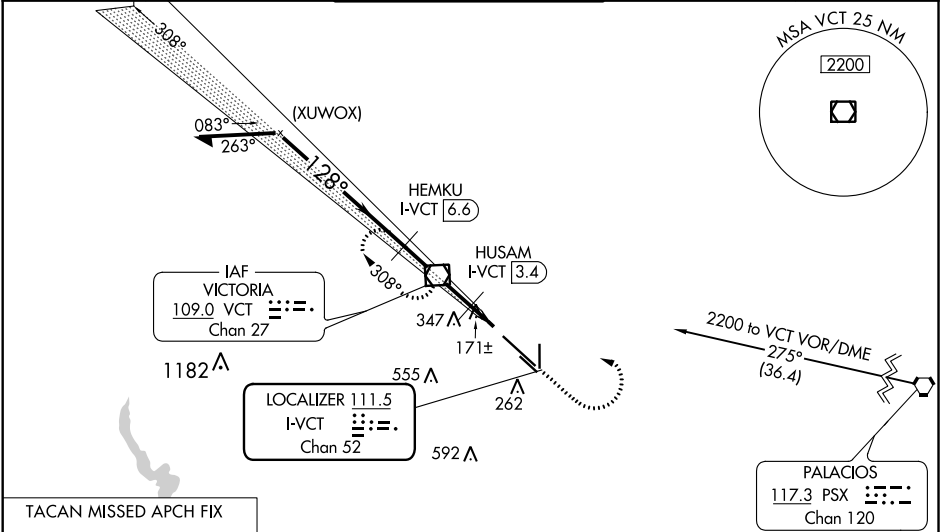 MSA VCT 25 NM
2200
308°
(XUWOX)
083°
263°
128°
HEMKU
I-VCT 6.6
HUSAM
I-VCT 3.4
308°
IAF
VICTORIA
109.0 VCT
Chan 27
347
171±
2200 to VCT VOR/DME
275°
(36.4)
1182
555
262
LOCALIZER 111.5
I-VCT
Chan 52
592
PALACIOS
117.3 PSX
Chan 120
TACAN MISSED APCH FIX